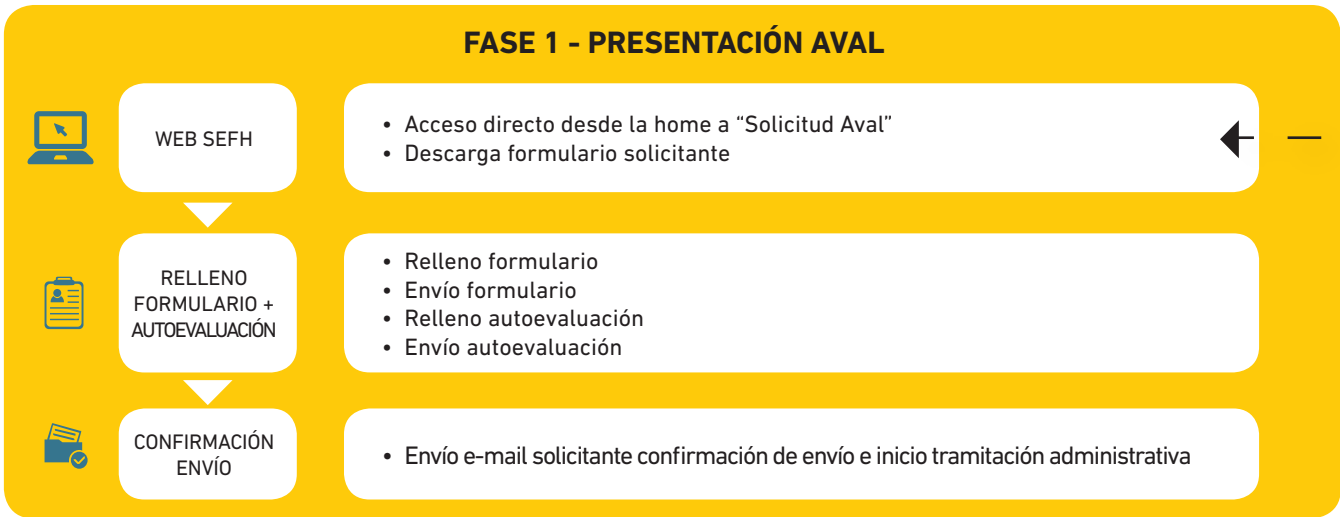 FASE 1 - PRESENTACIÓN AVAL
WEB SEFH
• Acceso directo desde la home a “Solicitud Aval”
• Descarga formulario solicitante
RELLENO
FORMULARIO +
AUTOEVALUACIÓN
• Relleno formulario
• Envío formulario
• Relleno autoevaluación
• Envío autoevaluación
CONFIRMACIÓN
ENVÍO
• Envío e-mail solicitante confirmación de envío e inicio tramitación administrativa